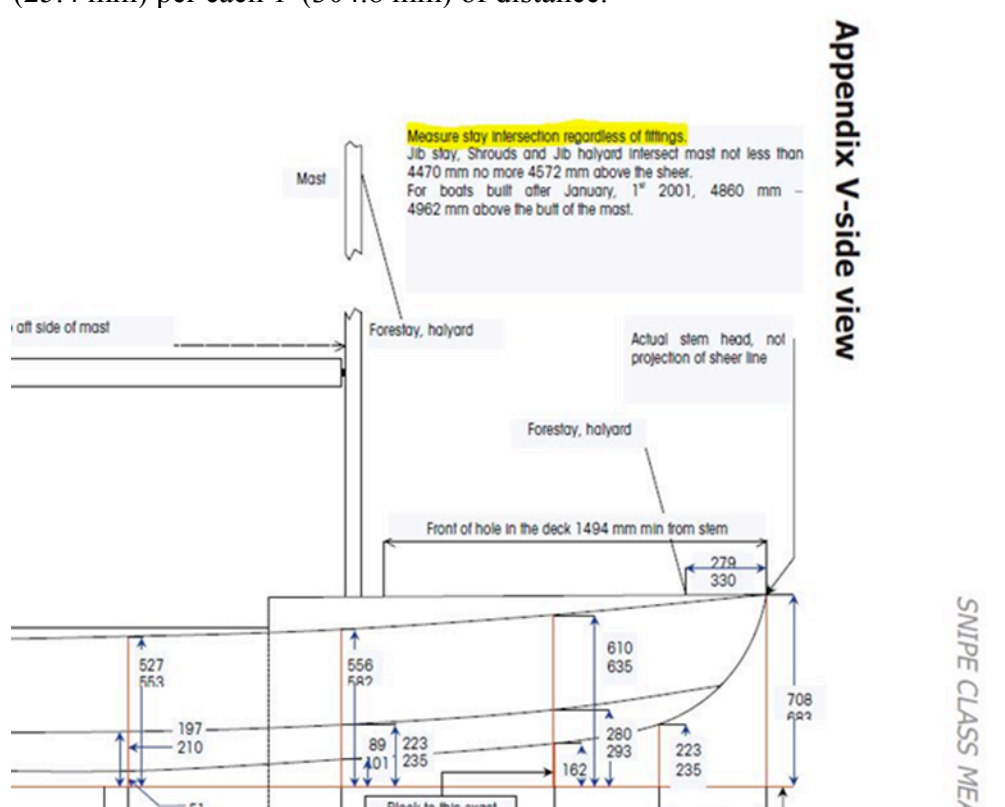 (25.4 mm) per each 1' (304.8 mm) of distance.
Appendix V-side view
Measure stay intersection regardless of fittings.
Jib stay, Shrouds and Jib halyard intersect mast not less than
4470 mm no more 4572 mm above the sheer.
For boats built after January, 1st 2001, 4860 mm –
4962 mm above the butt of the mast.
Mast
aft side of mast
Forestay, halyard
Actual stem head, not
projection of sheer line
Forestay, halyard
Front of hole in the deck 1494 mm min from stem
279
330
527
553
556
582
610
635
708
683
197
210
89
101
223
235
280
293
162
223
235
51
SNIPE CLASS MEA